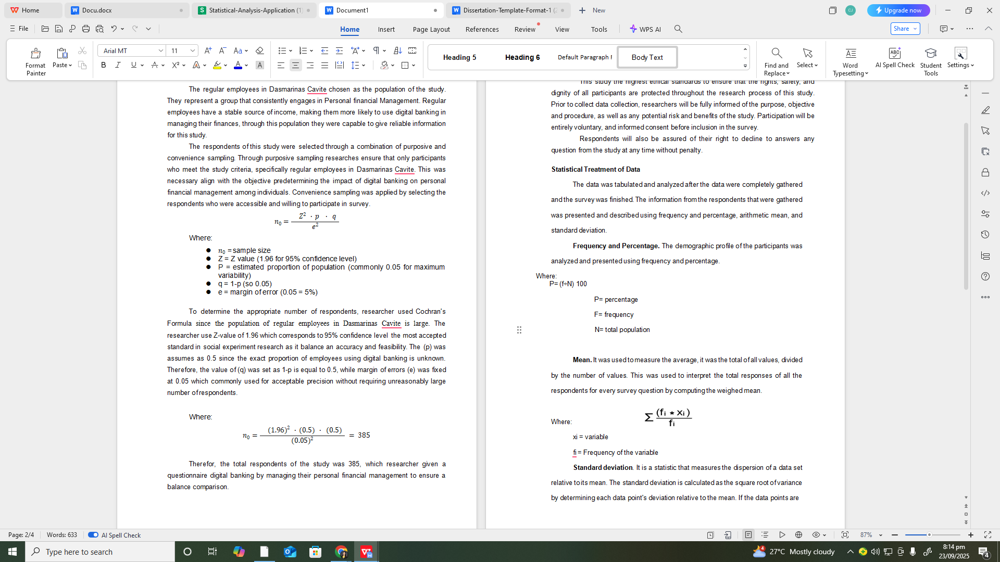 Home
Docu.docx
Statistical-Analysis-Application (1)
Document1
Dissertation-Template-Format-1 (2
New
CJ
Upgrade now
File
Home
Insert
Page Layout
References
Review
View
Tools
WPS AI
Share
Format Painter
Paste
Arial MT
11
Heading 5
Heading 6
Default Paragraph F
Body Text
Find and Replace
Select
Word Typesetting
AI Spell Check
Student Tools
Settings
The regular employees in Dasmarinas Cavite chosen as the population of the study.
They represent a group that consistently engages in Personal financial Management. Regular
employees have a stable source of income, making them more likely to use digital banking in
managing their finances, through this population they were capable to give reliable information
for this study.
The respondents of this study were selected through a combination of purposive and
convenience sampling. Through purposive sampling researches ensure that only participants
who meet the study criteria, specifically regular employees in Dasmarinas Cavite. This was
necessary align with the objective predetermining the impact of digital banking on personal
financial management among individuals. Convenience sampling was applied by selecting the
respondents who were accessible and willing to participate in survey.
n₀ = Z² · p · q / e²
Where:
● n₀ = sample size
● Z = Z value (1.96 for 95% confidence level)
● P = estimated proportion of population (commonly 0.05 for maximum
variability)
● q = 1-p (so 0.05)
● e = margin of error (0.05 = 5%)
To determine the appropriate number of respondents, researcher used Cochran's
Formula since the population of regular employees in Dasmarinas Cavite is large. The
researcher use Z-value of 1.96 which corresponds to 95% confidence level the most accepted
standard in social experiment research as it balance an accuracy and feasibility. The (p) was
assumes as 0.5 since the exact proportion of employees using digital banking is unknown.
Therefore, the value of (q) was set as 1-p is equal to 0.5, while margin of errors (e) was fixed
at 0.05 which commonly used for acceptable precision without requiring unreasonably large
number of respondents.
Where:
n₀ = (1.96)² · (0.5) · (0.5) / (0.05)² = 385
Therefor, the total respondents of the study was 385, which researcher given a
questionnaire digital banking by managing their personal financial management to ensure a
balance comparison.
This study the highest ethical standards to ensure that the rights, safety, and
dignity of all participants are protected throughout the research process of this study.
Prior to collect data collection, researchers will be fully informed of the purpose, objective
and procedure, as well as any potential risk and benefits of the study. Participation will be
entirely voluntary, and informed consent before inclusion in the survey.
Respondents will also be assured of their right to decline to answers any
question from the study at any time without penalty.
Statistical Treatment of Data
The data was tabulated and analyzed after the data were completely gathered
and the survey was finished. The information from the respondents that were gathered
was presented and described using frequency and percentage, arithmetic mean, and
standard deviation.
Frequency and Percentage. The demographic profile of the participants was
analyzed and presented using frequency and percentage.
Where:
P= (f÷N) 100
P= percentage
F= frequency
N= total population
Mean. It was used to measure the average, it was the total of all values, divided
by the number of values. This was used to interpret the total responses of all the
respondents for every survey question by computing the weighed mean.
Where: Σ (fi * xi) / fi
xi = variable
fi = Frequency of the variable
Standard deviation. It is a statistic that measures the dispersion of a data set
relative to its mean. The standard deviation is calculated as the square root of variance
by determining each data point's deviation relative to the mean. If the data points are
Page: 2/4
Words: 633
AI Spell Check
87%
Type here to search
4
27°C Mostly cloudy
8:14 pm
23/09/2025
4